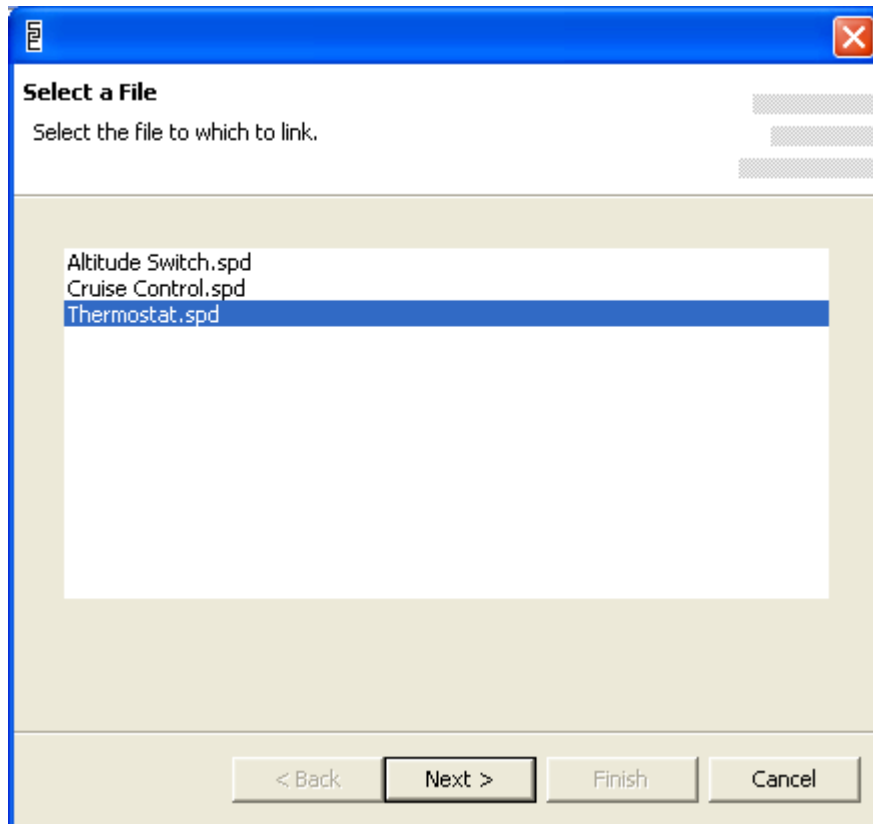 Select a File
Select the file to which to link.
Altitude Switch.spd
Cruise Control.spd
Thermostat.spd
< Back Next > Finish Cancel